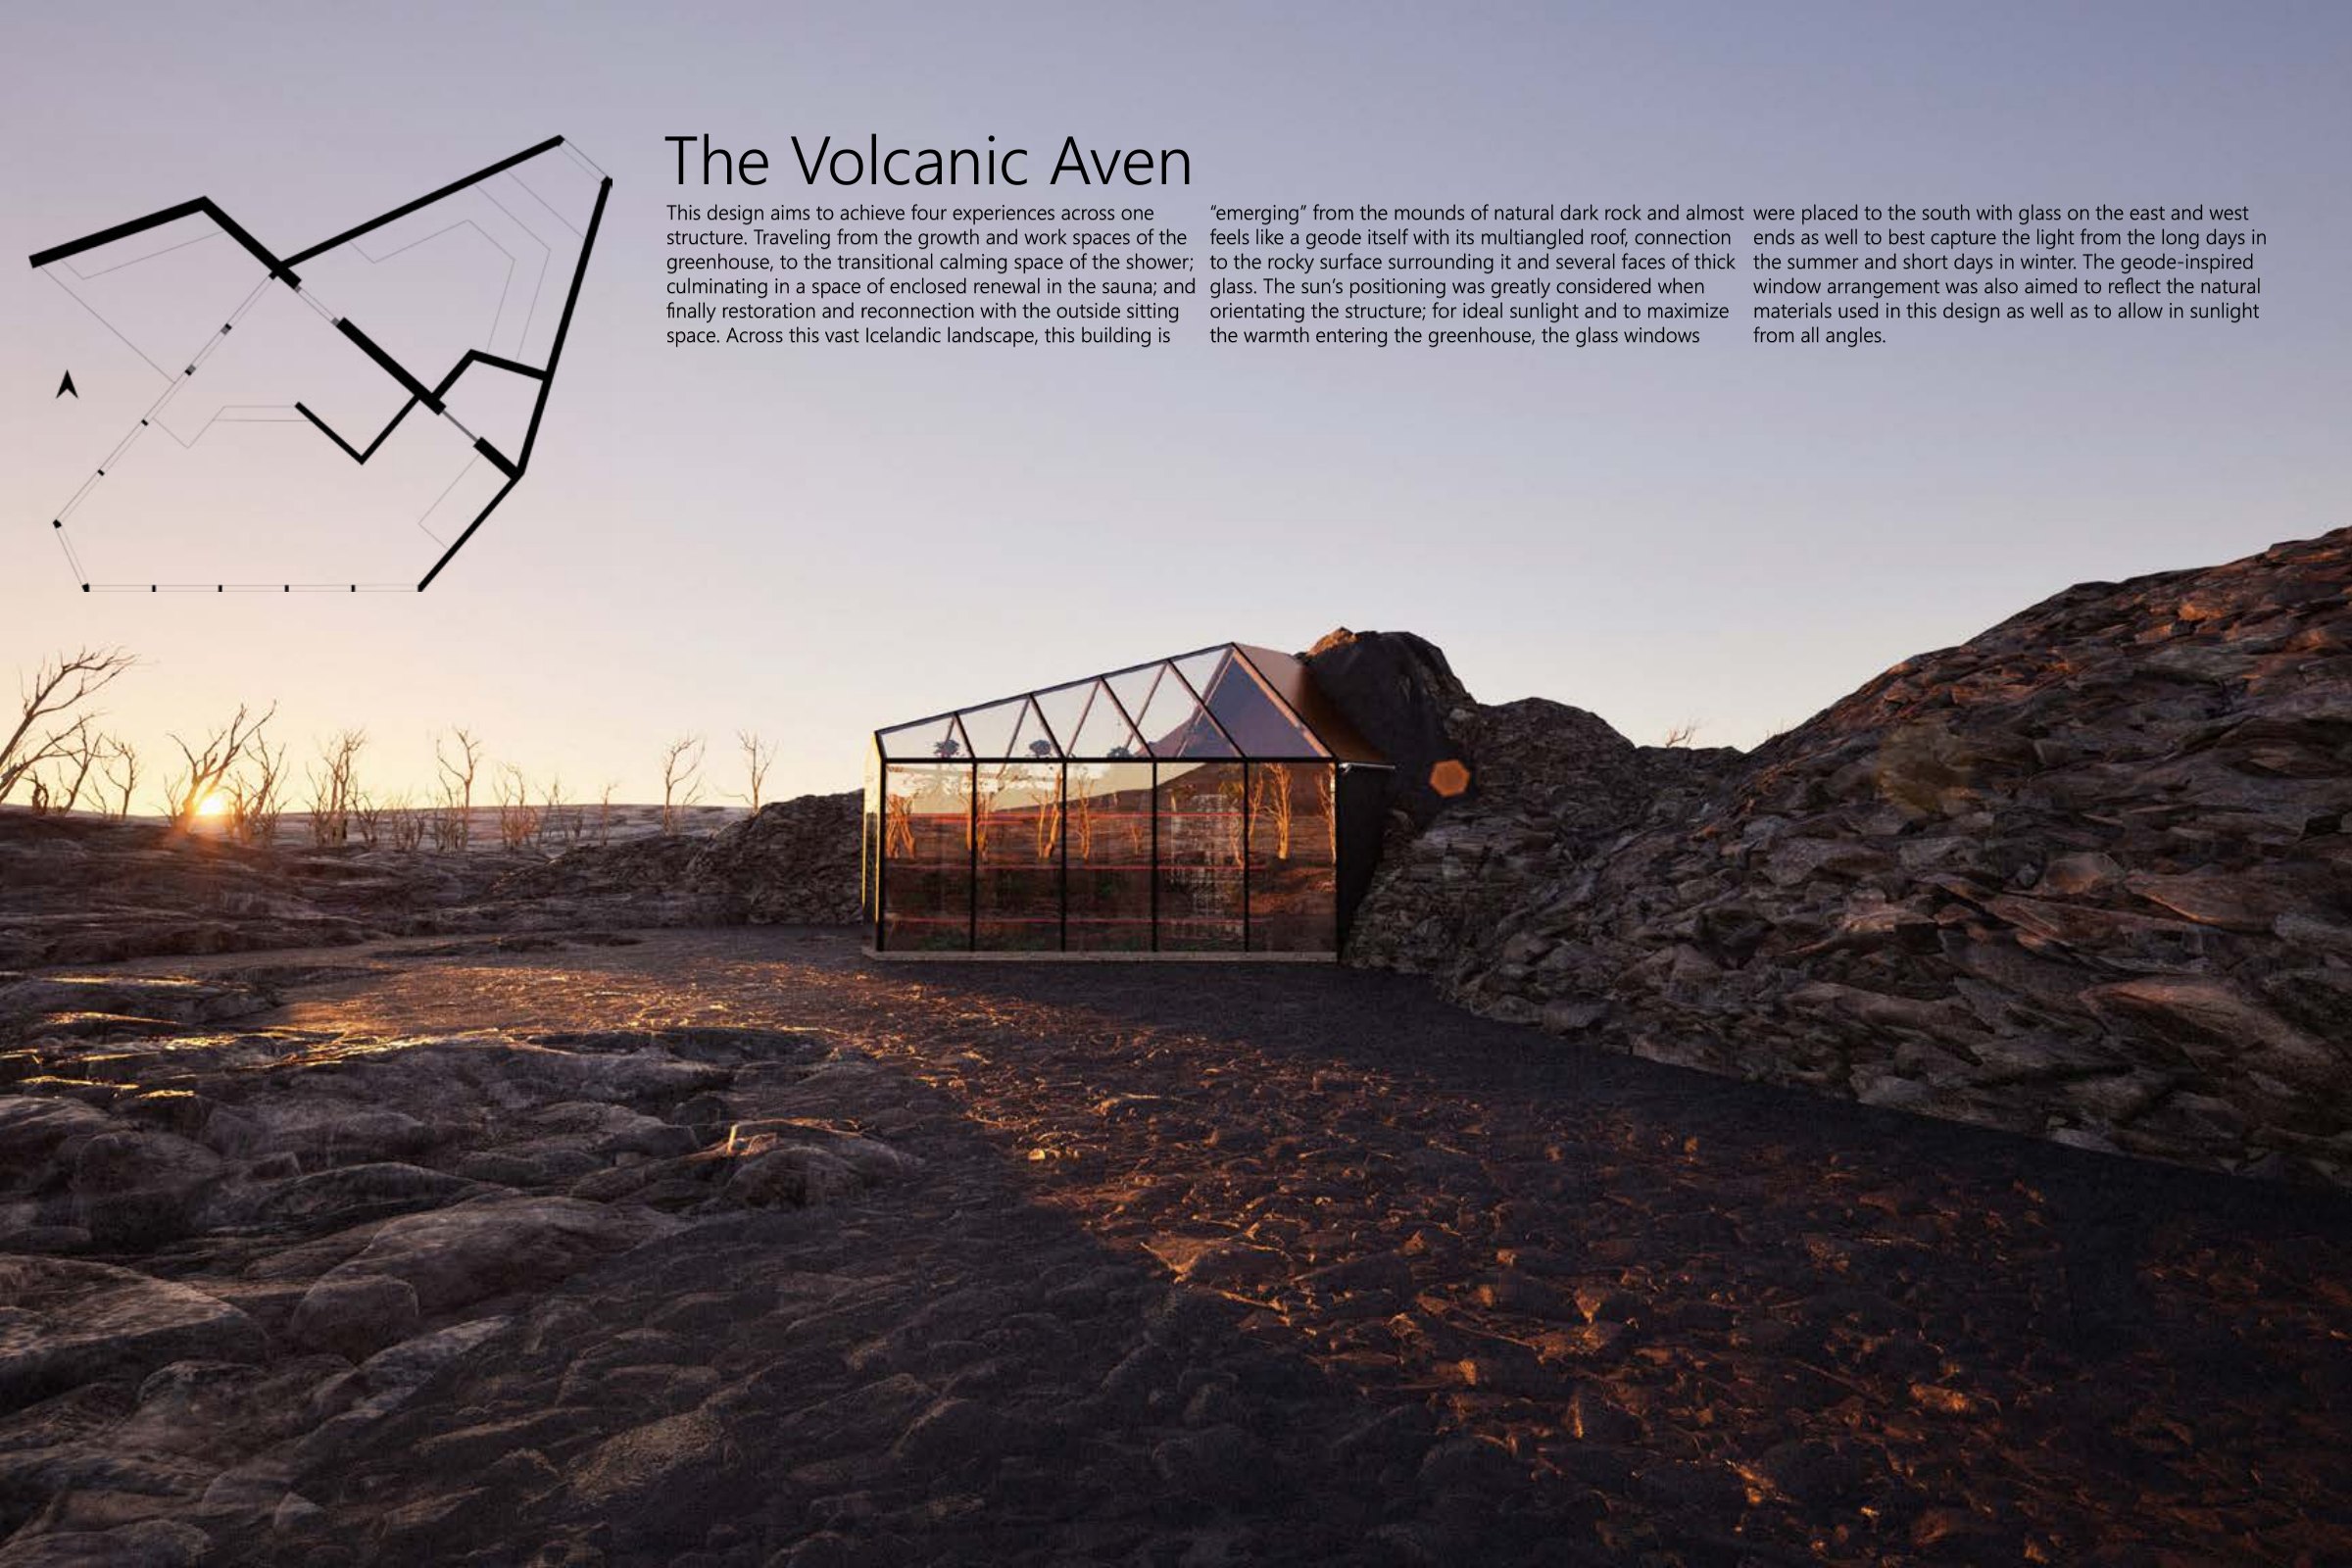 The Volcanic Aven
This design aims to achieve four experiences across one
structure. Traveling from the growth and work spaces of the
greenhouse, to the transitional calming space of the shower;
culminating in a space of enclosed renewal in the sauna; and
finally restoration and reconnection with the outside sitting
space. Across this vast Icelandic landscape, this building is
“emerging” from the mounds of natural dark rock and almost
feels like a geode itself with its multiangled roof, connection
to the rocky surface surrounding it and several faces of thick
glass. The sun’s positioning was greatly considered when
orientating the structure; for ideal sunlight and to maximize
the warmth entering the greenhouse, the glass windows
were placed to the south with glass on the east and west
ends as well to best capture the light from the long days in
the summer and short days in winter. The geode-inspired
window arrangement was also aimed to reflect the natural
materials used in this design as well as to allow in sunlight
from all angles.